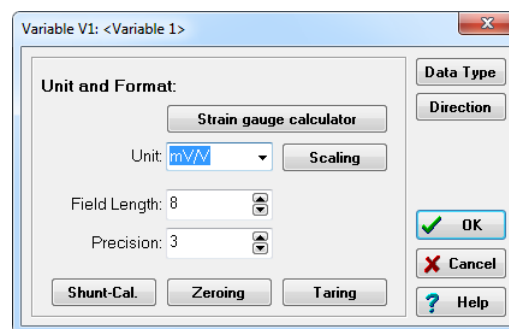 Variable V1: <Variable 1>
Data Type
Unit and Format:
Direction
Strain gauge calculator
Unit: mV/V Scaling
Field Length: 8
Precision: 3
OK
Cancel
Shunt-Cal. Zeroing Taring
? Help